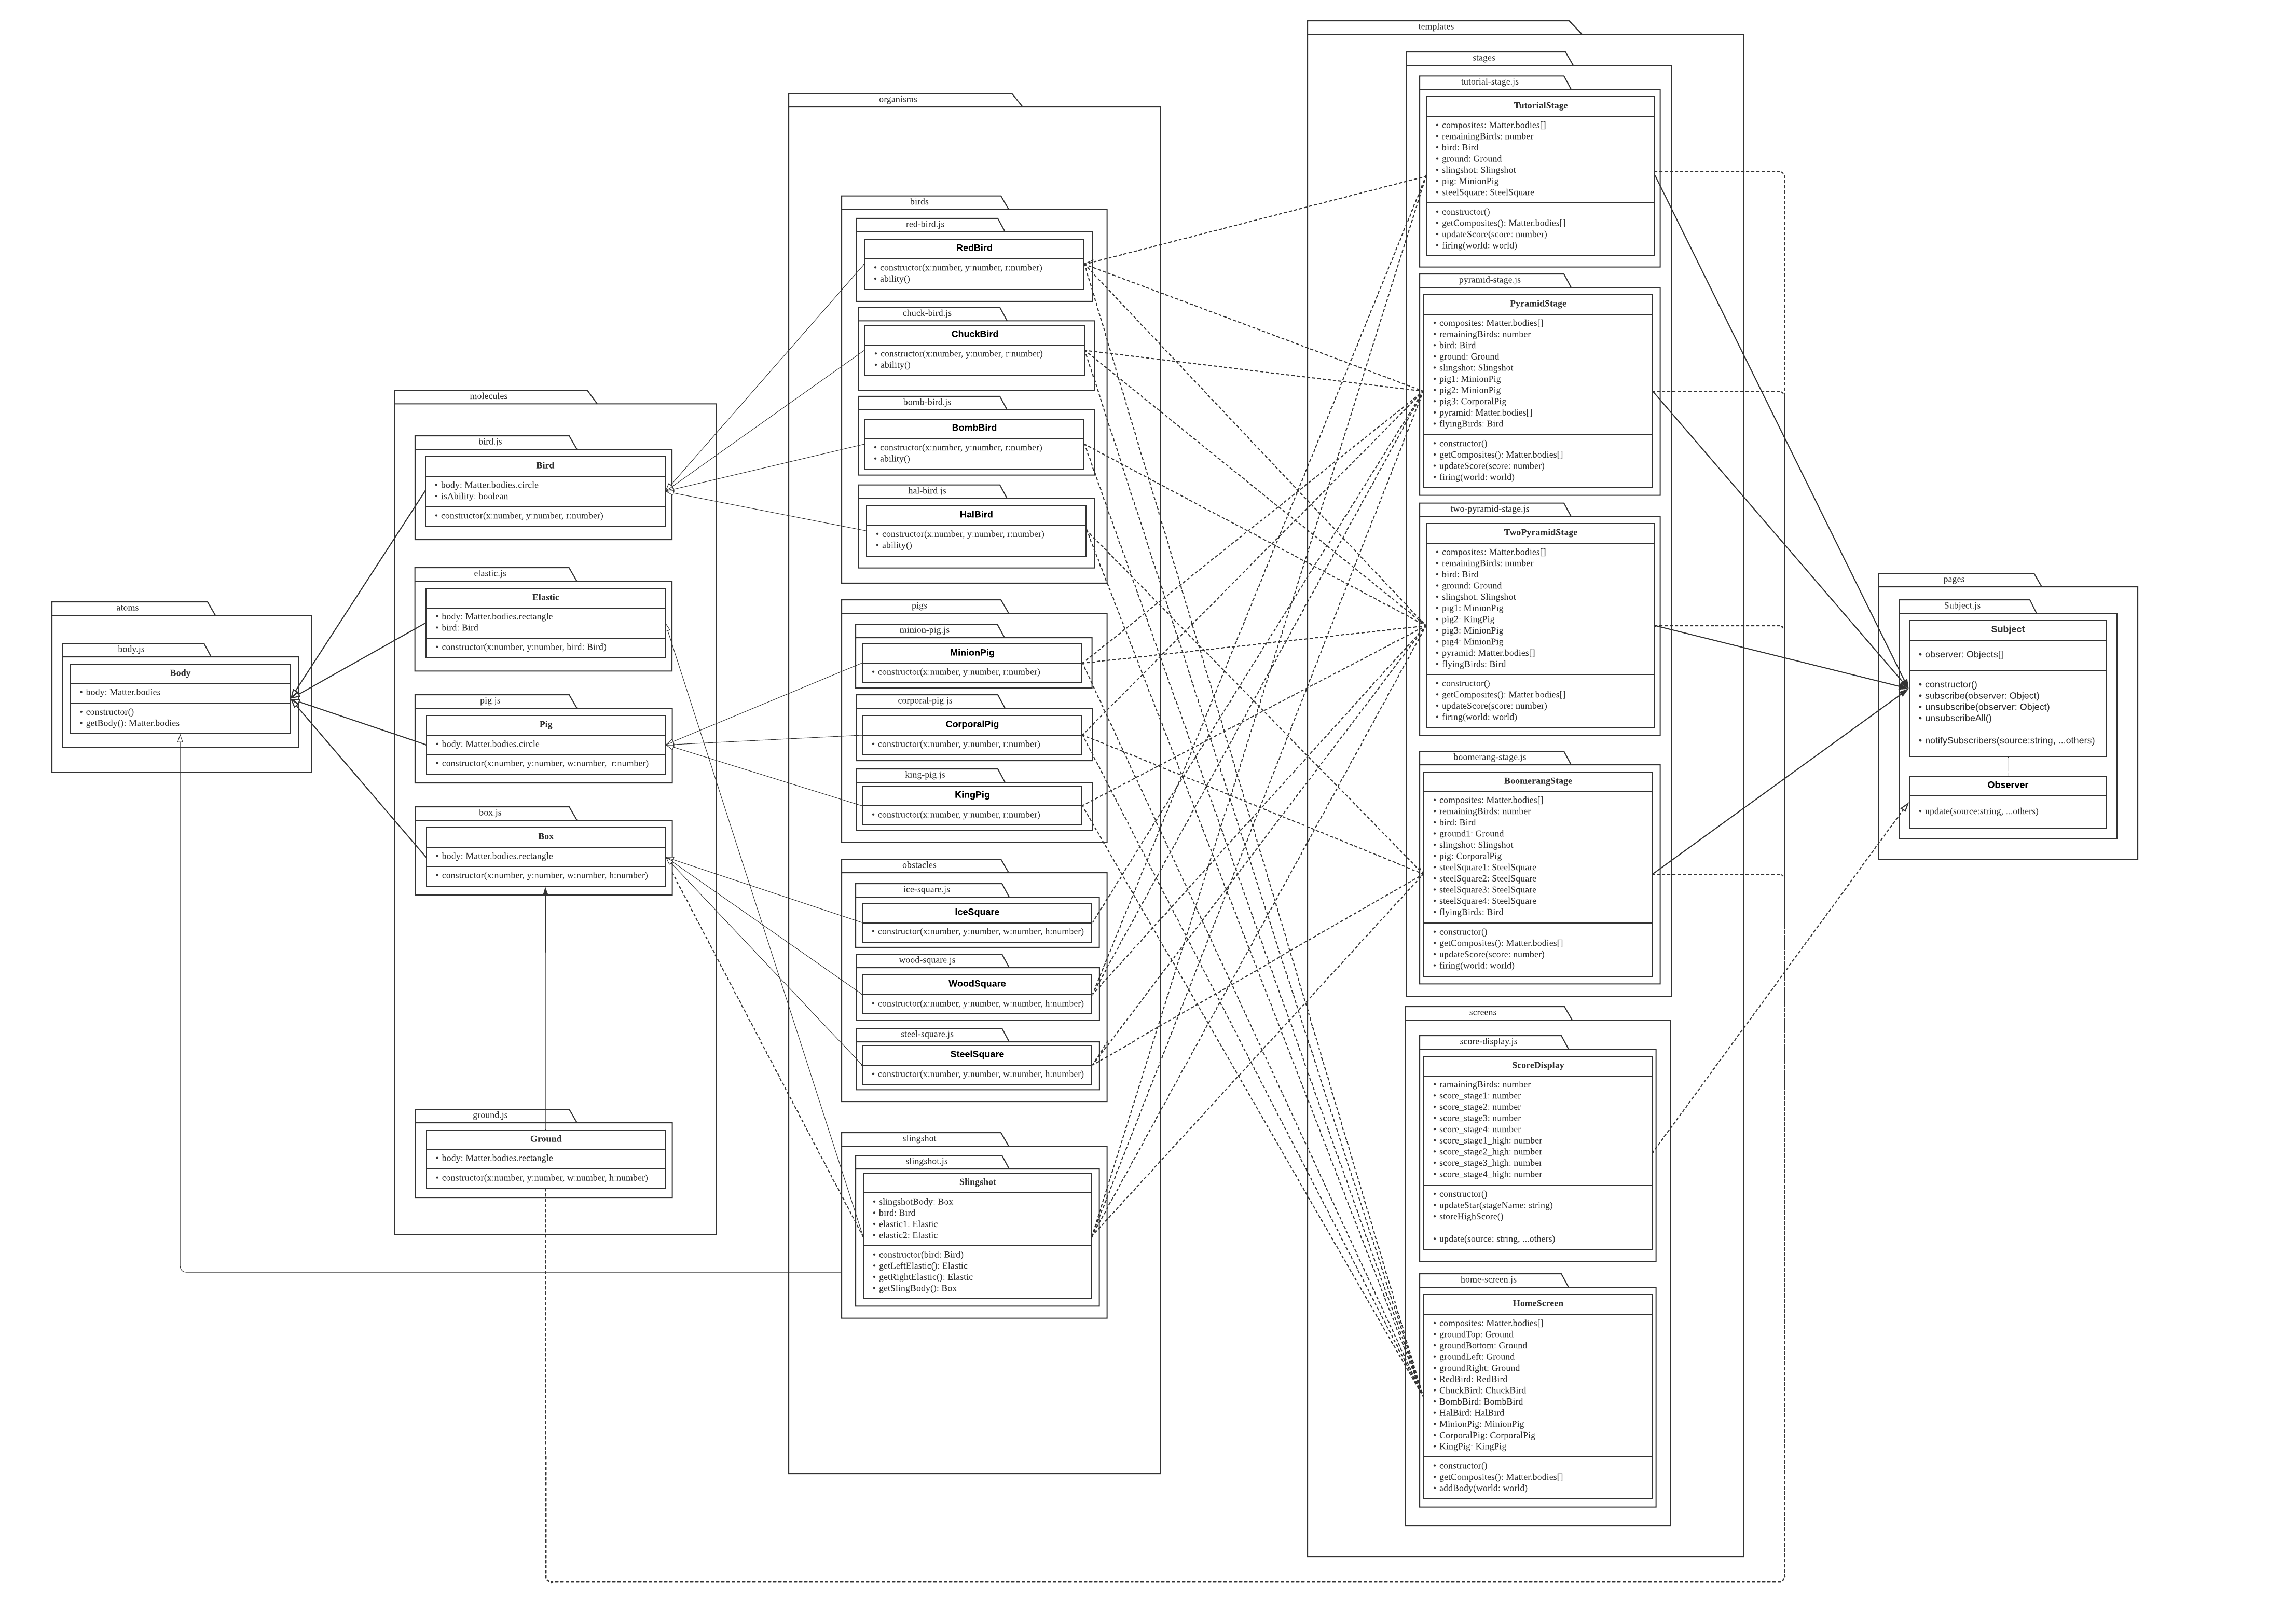 atoms
body.js
Body
• body: Matter.bodies
• constructor()
• getBody(): Matter.bodies
molecules
bird.js
Bird
• body: Matter.bodies.circle
• isAbility: boolean
• constructor(x:number, y:number, r:number)
elastic.js
Elastic
• body: Matter.bodies.rectangle
• bird: Bird
• constructor(x:number, y:number, bird: Bird)
pig.js
Pig
• body: Matter.bodies.circle
• constructor(x:number, y:number, w:number,  r:number)
box.js
Box
• body: Matter.bodies.rectangle
• constructor(x:number, y:number, w:number, h:number)
ground.js
Ground
• body: Matter.bodies.rectangle
• constructor(x:number, y:number, w:number, h:number)
organisms
birds
red-bird.js
RedBird
• constructor(x:number, y:number, r:number)
• ability()
chuck-bird.js
ChuckBird
• constructor(x:number, y:number, r:number)
• ability()
bomb-bird.js
BombBird
• constructor(x:number, y:number, r:number)
• ability()
hal-bird.js
HalBird
• constructor(x:number, y:number, r:number)
• ability()
pigs
minion-pig.js
MinionPig
• constructor(x:number, y:number, r:number)
corporal-pig.js
CorporalPig
• constructor(x:number, y:number, r:number)
king-pig.js
KingPig
• constructor(x:number, y:number, r:number)
obstacles
ice-square.js
IceSquare
• constructor(x:number, y:number, w:number, h:number)
wood-square.js
WoodSquare
• constructor(x:number, y:number, w:number, h:number)
steel-square.js
SteelSquare
• constructor(x:number, y:number, w:number, h:number)
slingshot
slingshot.js
Slingshot
• slingshotBody: Box
• bird: Bird
• elastic1: Elastic
• elastic2: Elastic
• constructor(bird: Bird)
• getLeftElastic(): Elastic
• getRightElastic(): Elastic
• getSlingBody(): Box
templates
stages
tutorial-stage.js
TutorialStage
• composites: Matter.bodies[]
• remainingBirds: number
• bird: Bird
• ground: Ground
• slingshot: Slingshot
• pig: MinionPig
• steelSquare: SteelSquare
• constructor()
• getComposites(): Matter.bodies[]
• updateScore(score: number)
• firing(world: world)
pyramid-stage.js
PyramidStage
• composites: Matter.bodies[]
• remainingBirds: number
• bird: Bird
• ground: Ground
• slingshot: Slingshot
• pig1: MinionPig
• pig2: MinionPig
• pig3: CorporalPig
• pyramid: Matter.bodies[]
• flyingBirds: Bird
• constructor()
• getComposites(): Matter.bodies[]
• updateScore(score: number)
• firing(world: world)
two-pyramid-stage.js
TwoPyramidStage
• composites: Matter.bodies[]
• remainingBirds: number
• bird: Bird
• ground: Ground
• slingshot: Slingshot
• pig1: MinionPig
• pig2: KingPig
• pig3: MinionPig
• pig4: MinionPig
• pyramid: Matter.bodies[]
• flyingBirds: Bird
• constructor()
• getComposites(): Matter.bodies[]
• updateScore(score: number)
• firing(world: world)
boomerang-stage.js
BoomerangStage
• composites: Matter.bodies[]
• remainingBirds: number
• bird: Bird
• ground1: Ground
• slingshot: Slingshot
• pig: CorporalPig
• steelSquare1: SteelSquare
• steelSquare2: SteelSquare
• steelSquare3: SteelSquare
• steelSquare4: SteelSquare
• flyingBirds: Bird
• constructor()
• getComposites(): Matter.bodies[]
• updateScore(score: number)
• firing(world: world)
screens
score-display.js
ScoreDisplay
• ramainingBirds: number
• score_stage1: number
• score_stage2: number
• score_stage3: number
• score_stage4: number
• score_stage1_high: number
• score_stage2_high: number
• score_stage3_high: number
• score_stage4_high: number
• constructor()
• updateStar(stageName: string)
• storeHighScore()
• update(source: string, ...others)
home-screen.js
HomeScreen
• composites: Matter.bodies[]
• groundTop: Ground
• groundBottom: Ground
• groundLeft: Ground
• groundRight: Ground
• RedBird: RedBird
• ChuckBird: ChuckBird
• BombBird: BombBird
• HalBird: HalBird
• MinionPig: MinionPig
• CorporalPig: CorporalPig
• KingPig: KingPig
• constructor()
• getComposites(): Matter.bodies[]
• addBody(world: world)
pages
Subject.js
Subject
• observer: Objects[]
• constructor()
• subscribe(observer: Object)
• unsubscribe(observer: Object)
• unsubscribeAll()
• notifySubscribers(source:string, ...others)
Observer
• update(source:string, ...others)